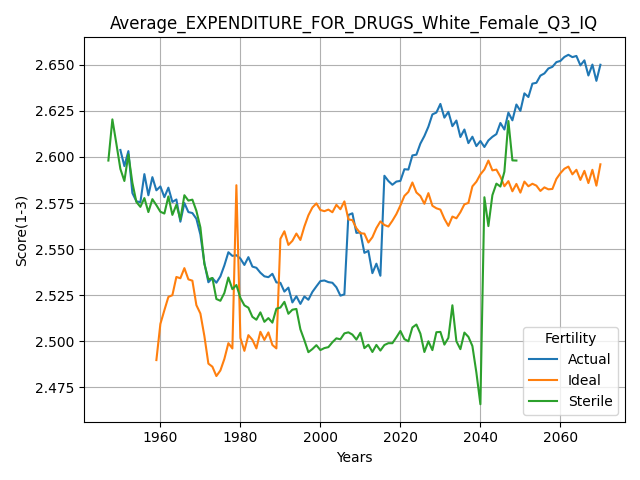 Average_EXPENDITURE_FOR_DRUGS_White_Female_Q3_IQ
Score(1-3)
2.650
2.625
2.600
2.575
2.550
2.525
2.500
2.475
1960 1980 2000 2020 2040 2060
Years
Fertility
Actual
Ideal
Sterile